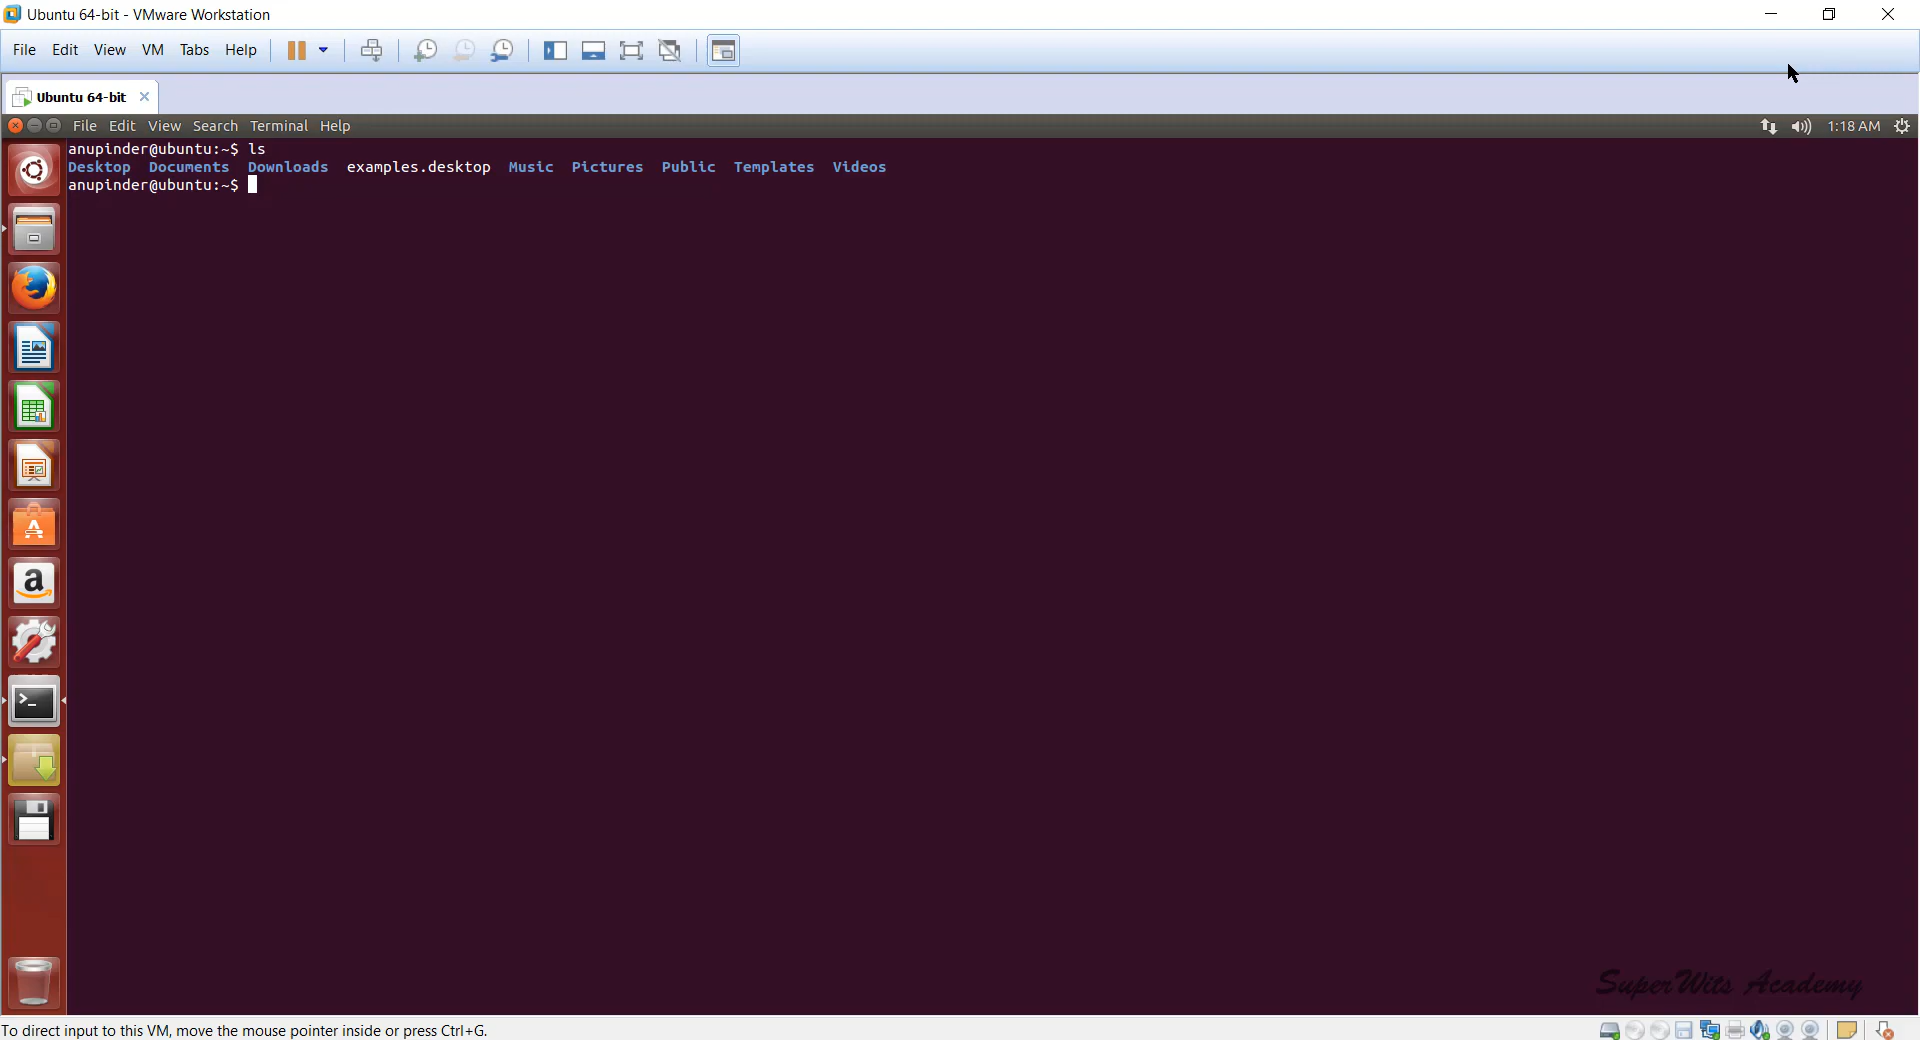 Ubuntu 64-bit - VMware Workstation
File Edit View VM Tabs Help
Ubuntu 64-bit
File Edit View Search Terminal Help 1:18 AM
anupinder@ubuntu:~$ ls
Desktop Documents Downloads examples.desktop Music Pictures Public Templates Videos
anupinder@ubuntu:~$
SuperWits Academy
To direct input to this VM, move the mouse pointer inside or press Ctrl+G.